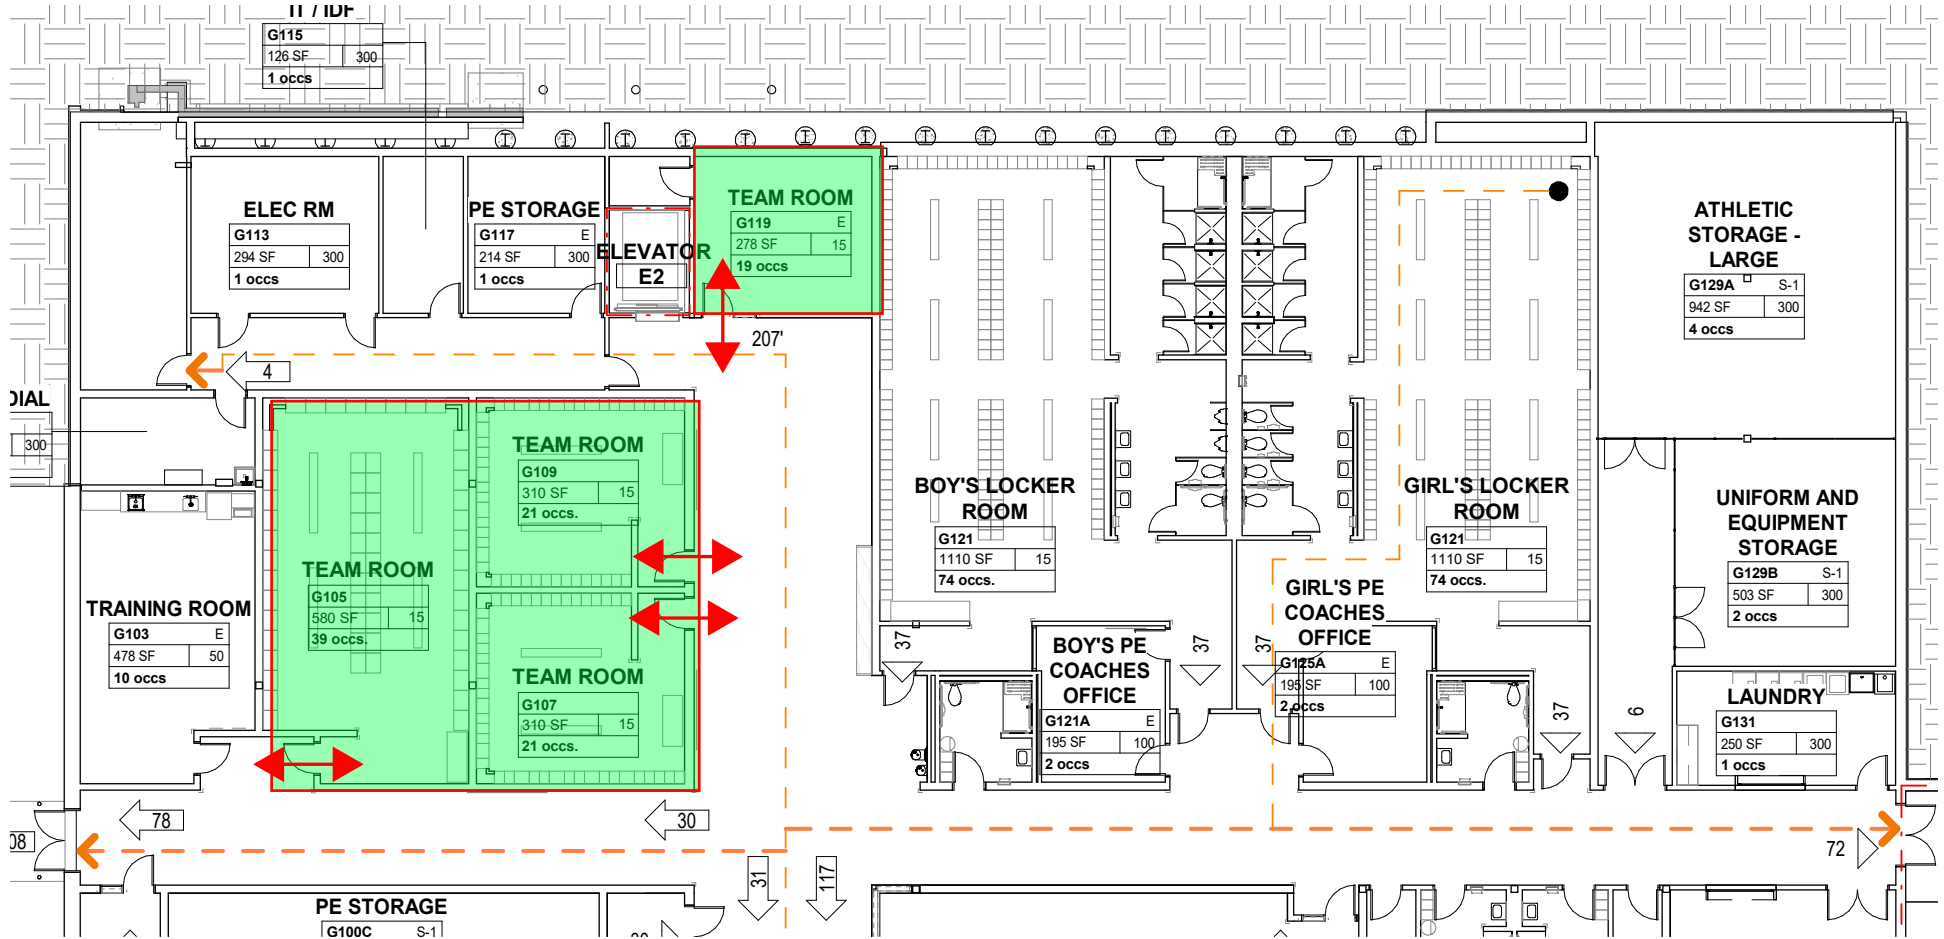 IT / IDF
G115
126 SF 300
1 occs
ELEC RM
G113
294 SF 300
1 occs
PE STORAGE
G117 E
214 SF 300
1 occs
ELEVATOR
E2
TEAM ROOM
G119 E
278 SF 15
19 occs
207'
4
DIAL
300
TEAM ROOM
G109
310 SF 15
21 occs.
TEAM ROOM
G105
580 SF 15
39 occs.
TEAM ROOM
G107
310 SF 15
21 occs.
TRAINING ROOM
G103 E
478 SF 50
10 occs
BOY'S LOCKER
ROOM
G121
1110 SF 15
74 occs.
GIRL'S LOCKER
ROOM
G121
1110 SF 15
74 occs.
ATHLETIC
STORAGE -
LARGE
G129A S-1
942 SF 300
4 occs
UNIFORM AND
EQUIPMENT
STORAGE
G129B S-1
503 SF 300
2 occs
GIRL'S PE
COACHES
OFFICE
G125A E
195 SF 100
2 occs
BOY'S PE
COACHES
OFFICE
G121A E
195 SF 100
2 occs
LAUNDRY
G131
250 SF 300
1 occs
37
37
37
37
6
78
30
08
72
31
117
PE STORAGE
G100C S-1